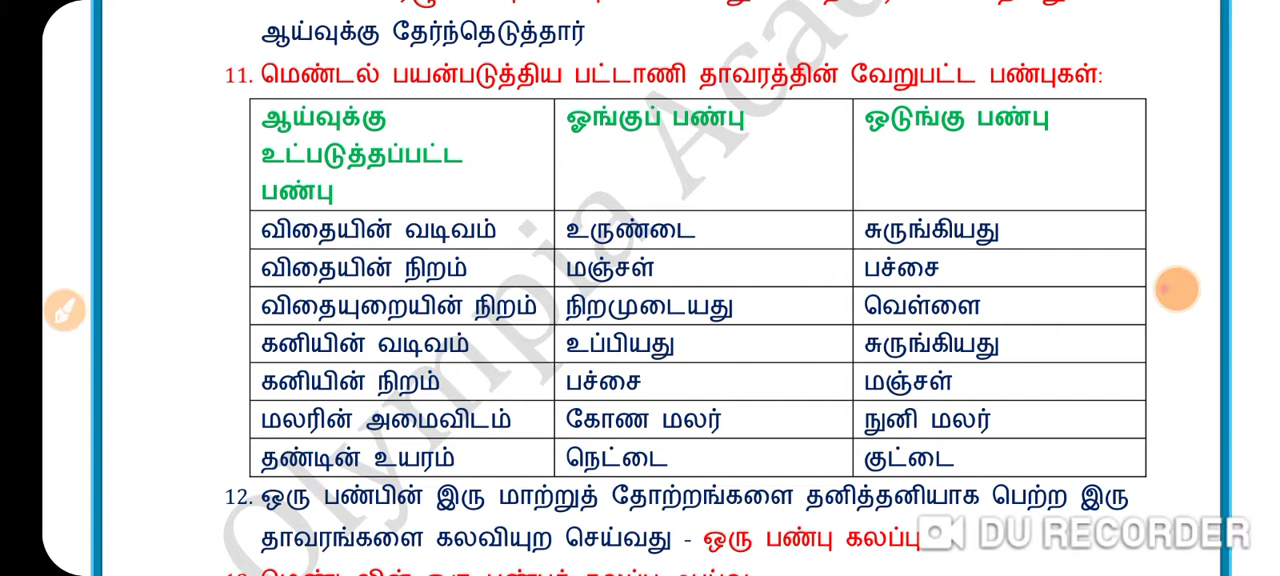 ஆய்வுக்கு தேர்ந்தெடுத்தார்
11. மெண்டல் பயன்படுத்திய பட்டாணி தாவரத்தின் வேறுபட்ட பண்புகள்:
ஆய்வுக்கு உட்படுத்தப்பட்ட பண்பு ஓங்குப் பண்பு ஒடுங்கு பண்பு
விதையின் வடிவம் உருண்டை சுருங்கியது
விதையின் நிறம் மஞ்சள் பச்சை
விதையுறையின் நிறம் நிறமுடையது வெள்ளை
கனியின் வடிவம் உப்பியது சுருங்கியது
கனியின் நிறம் பச்சை மஞ்சள்
மலரின் அமைவிடம் கோண மலர் நுனி மலர்
தண்டின் உயரம் நெட்டை குட்டை
12. ஒரு பண்பின் இரு மாற்றுத் தோற்றங்களை தனித்தனியாக பெற்ற இரு
தாவரங்களை கலவியுற செய்வது - ஒரு பண்பு கலப்பு
DU RECORDER
Olympia Acad